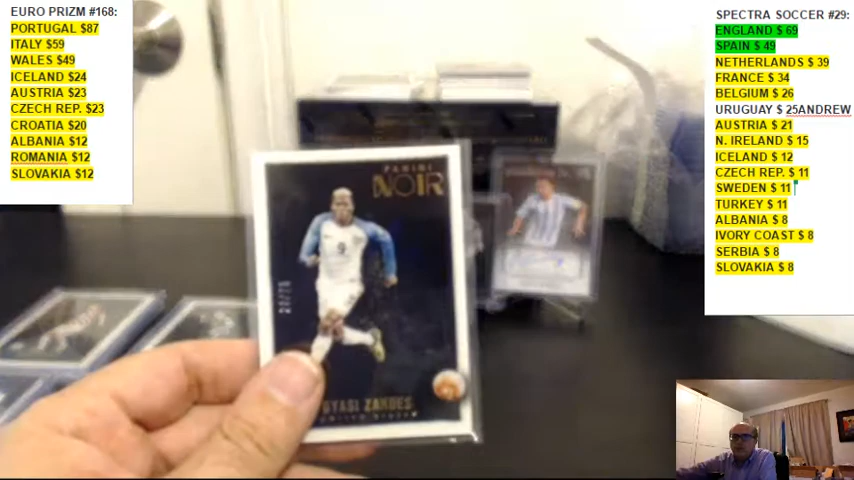 EURO PRIZM #168:
PORTUGAL $87
ITALY $59
WALES $49
ICELAND $24
AUSTRIA $23
CZECH REP. $23
CROATIA $20
ALBANIA $12
ROMANIA $12
SLOVAKIA $12
PANINI
NOIR
9
GYASI ZARDES
SPECTRA SOCCER #29:
ENGLAND $ 69
SPAIN $ 49
NETHERLANDS $ 39
FRANCE $ 34
BELGIUM $ 26
URUGUAY $ 25ANDREW
AUSTRIA $ 21
N. IRELAND $ 15
ICELAND $ 12
CZECH REP. $ 11
SWEDEN $ 11
TURKEY $ 11
ALBANIA $ 8
IVORY COAST $ 8
SERBIA $ 8
SLOVAKIA $ 8